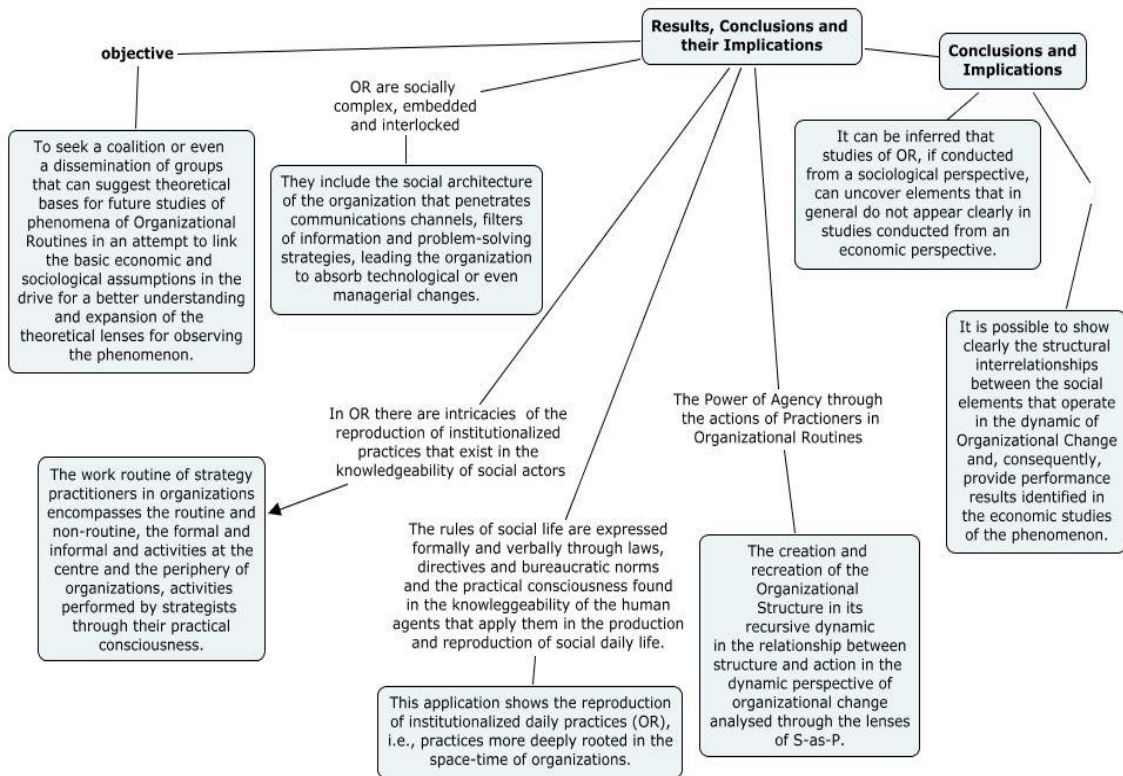 Results, Conclusions and
their Implications
objective
To seek a coalition or even
a dissemination of groups
that can suggest theoretical
bases for future studies of
phenomena of Organizational
Routines in an attempt to link
the basic economic and
sociological assumptions in the
drive for a better understanding
and expansion of the
theoretical lenses for observing
the phenomenon.
OR are socially
complex, embedded
and interlocked
They include the social architecture
of the organization that penetrates
communications channels, filters
of information and problem-solving
strategies, leading the organization
to absorb technological or even
managerial changes.
In OR there are intricacies of the
reproduction of institutionalized
practices that exist in the
knowledgeability of social actors
The work routine of strategy
practitioners in organizations
encompasses the routine and
non-routine, the formal and
informal and activities at the
centre and the periphery of
organizations, activities
performed by strategists
through their practical
consciousness.
The rules of social life are expressed
formally and verbally through laws,
directives and bureaucratic norms
and the practical consciousness found
in the knowleggeability of the human
agents that apply them in the production
and reproduction of social daily life.
This application shows the reproduction
of institutionalized daily practices (OR),
i.e., practices more deeply rooted in the
space-time of organizations.
The Power of Agency through
the actions of Practioners in
Organizational Routines
The creation and
recreation of the
Organizational
Structure in its
recursive dynamic
in the relationship between
structure and action in the
dynamic perspective of
organizational change
analysed through the lenses
of S-as-P.
Conclusions and
Implications
It can be inferred that
studies of OR, if conducted
from a sociological perspective,
can uncover elements that in
general do not appear clearly in
studies conducted from an
economic perspective.
It is possible to show
clearly the structural
interrelationships
between the social
elements that operate
in the dynamic of
Organizational Change
and, consequently,
provide performance
results identified in
the economic studies
of the phenomenon.